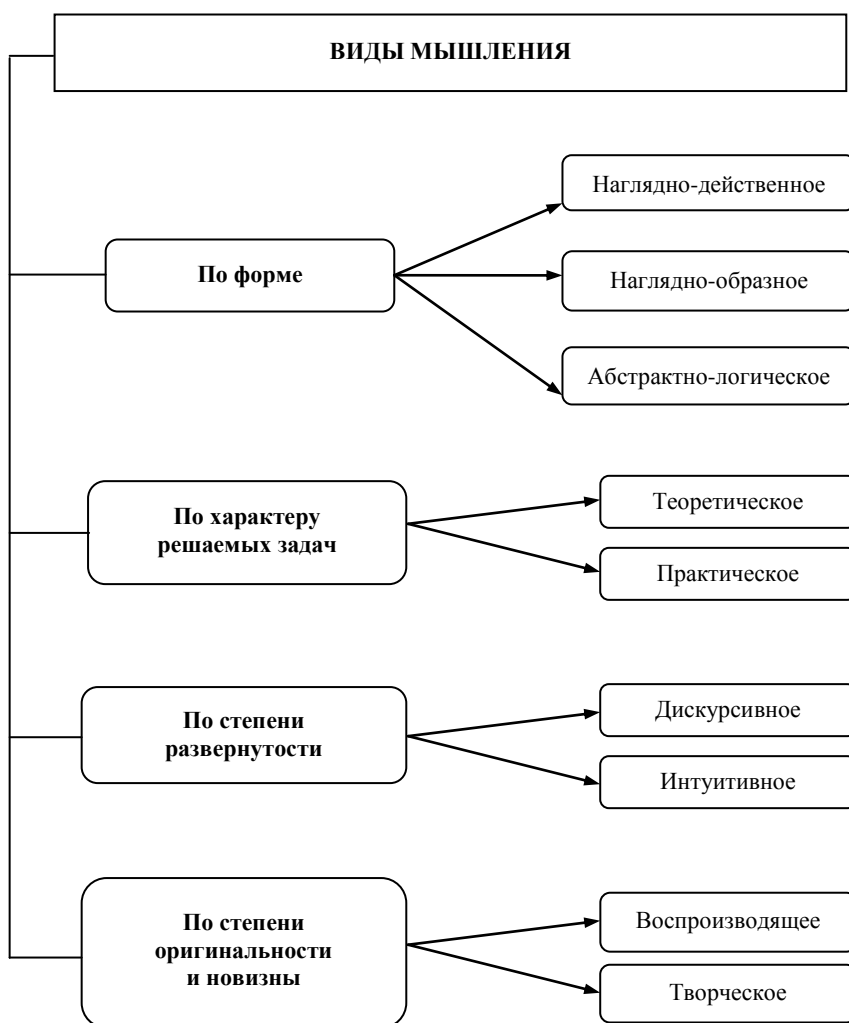 ВИДЫ МЫШЛЕНИЯ
По форме
Наглядно-действенное
Наглядно-образное
Абстрактно-логическое
По характеру
решаемых задач
Теоретическое
Практическое
По степени
развернутости
Дискурсивное
Интуитивное
По степени
оригинальности
и новизны
Воспроизводящее
Творческое